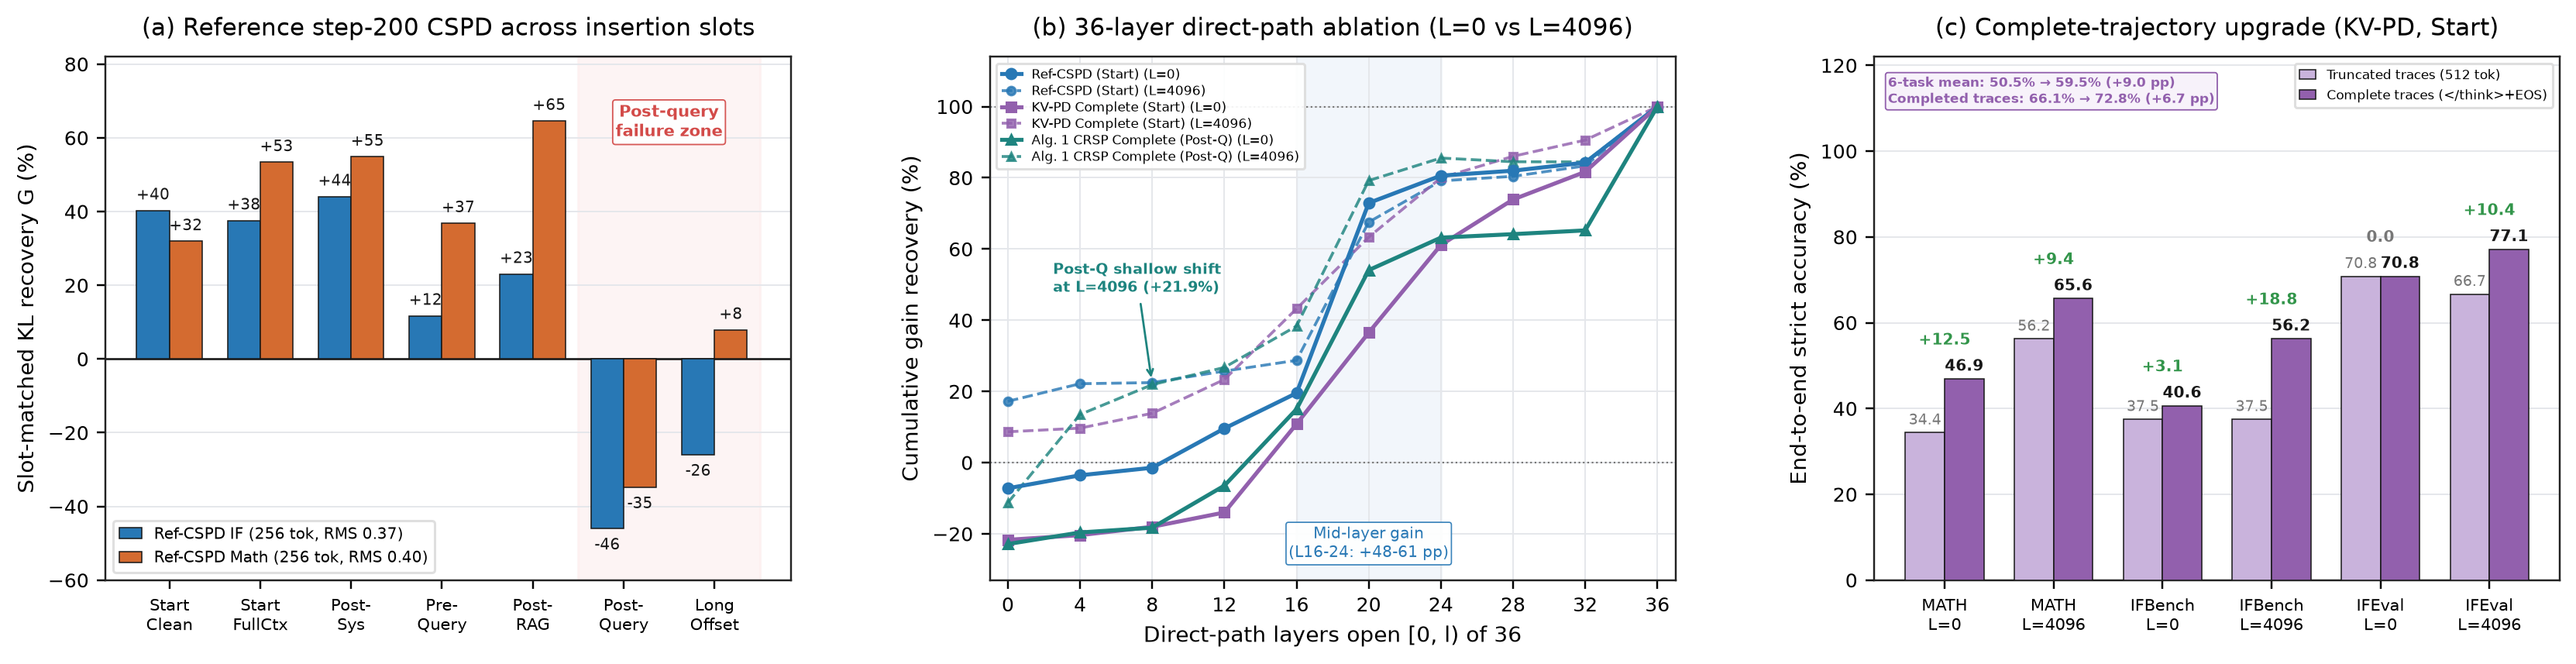 (a) Reference step-200 CSPD across insertion slots
Slot-matched KL recovery G (%)
80
60
40
20
0
−20
−40
−60
+40
+32
+38
+53
+44
+55
+12
+37
+23
+65
-46
-35
-26
+8
Post-query
failure zone
Ref-CSPD IF (256 tok, RMS 0.37)
Ref-CSPD Math (256 tok, RMS 0.40)
Start
Clean
Start
FullCtx
Post-
Sys
Pre-
Query
Post-
RAG
Post-
Query
Long
Offset
(b) 36-layer direct-path ablation (L=0 vs L=4096)
Cumulative gain recovery (%)
100
80
60
40
20
0
−20
Ref-CSPD (Start) (L=0)
Ref-CSPD (Start) (L=4096)
KV-PD Complete (Start) (L=0)
KV-PD Complete (Start) (L=4096)
Alg. 1 CRSP Complete (Post-Q) (L=0)
Alg. 1 CRSP Complete (Post-Q) (L=4096)
Post-Q shallow shift
at L=4096 (+21.9%)
Mid-layer gain
(L16-24: +48-61 pp)
0 4 8 12 16 20 24 28 32 36
Direct-path layers open [0, l) of 36
(c) Complete-trajectory upgrade (KV-PD, Start)
End-to-end strict accuracy (%)
120
100
80
60
40
20
0
6-task mean: 50.5% → 59.5% (+9.0 pp)
Completed traces: 66.1% → 72.8% (+6.7 pp)
Truncated traces (512 tok)
Complete traces (</think>+EOS)
+12.5
34.4
46.9
+9.4
56.2
65.6
+3.1
37.5
40.6
+18.8
37.5
56.2
0.0
70.8
70.8
+10.4
66.7
77.1
MATH
L=0
MATH
L=4096
IFBench
L=0
IFBench
L=4096
IFEval
L=0
IFEval
L=4096